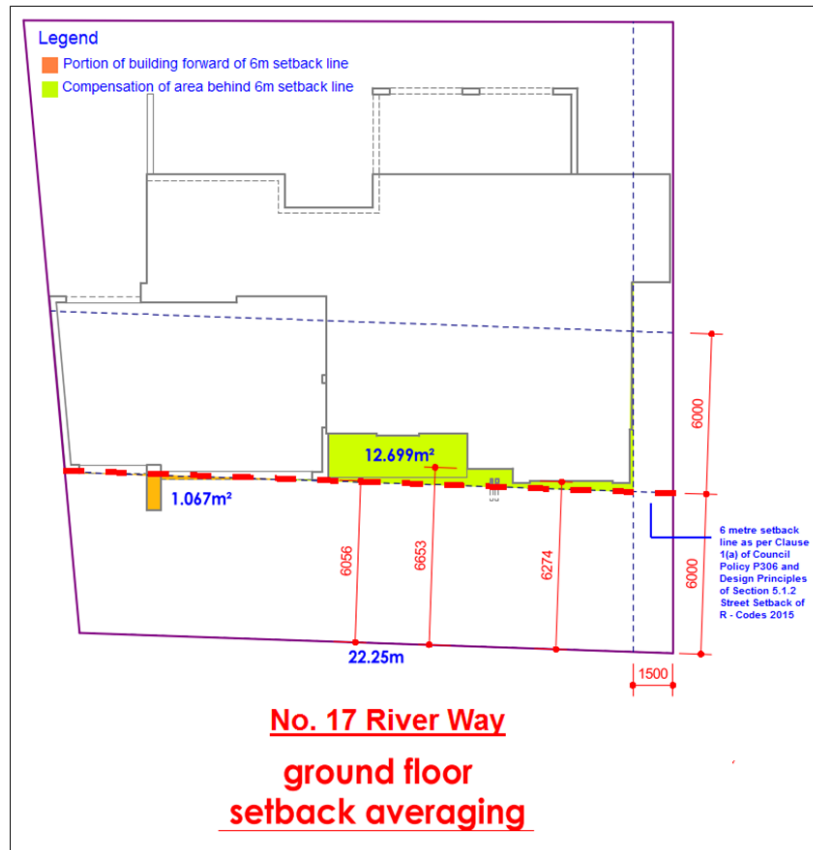 Legend
Portion of building forward of 6m setback line
Compensation of area behind 6m setback line
6000
12.699m²
1.067m²
6056
6653
6274
6000
6 metre setback
line as per Clause
1(a) of Council
Policy P306 and
Design Principles
of Section 5.1.2
Street Setback of
R - Codes 2015
22.25m
1500
No. 17 River Way
ground floor
setback averaging